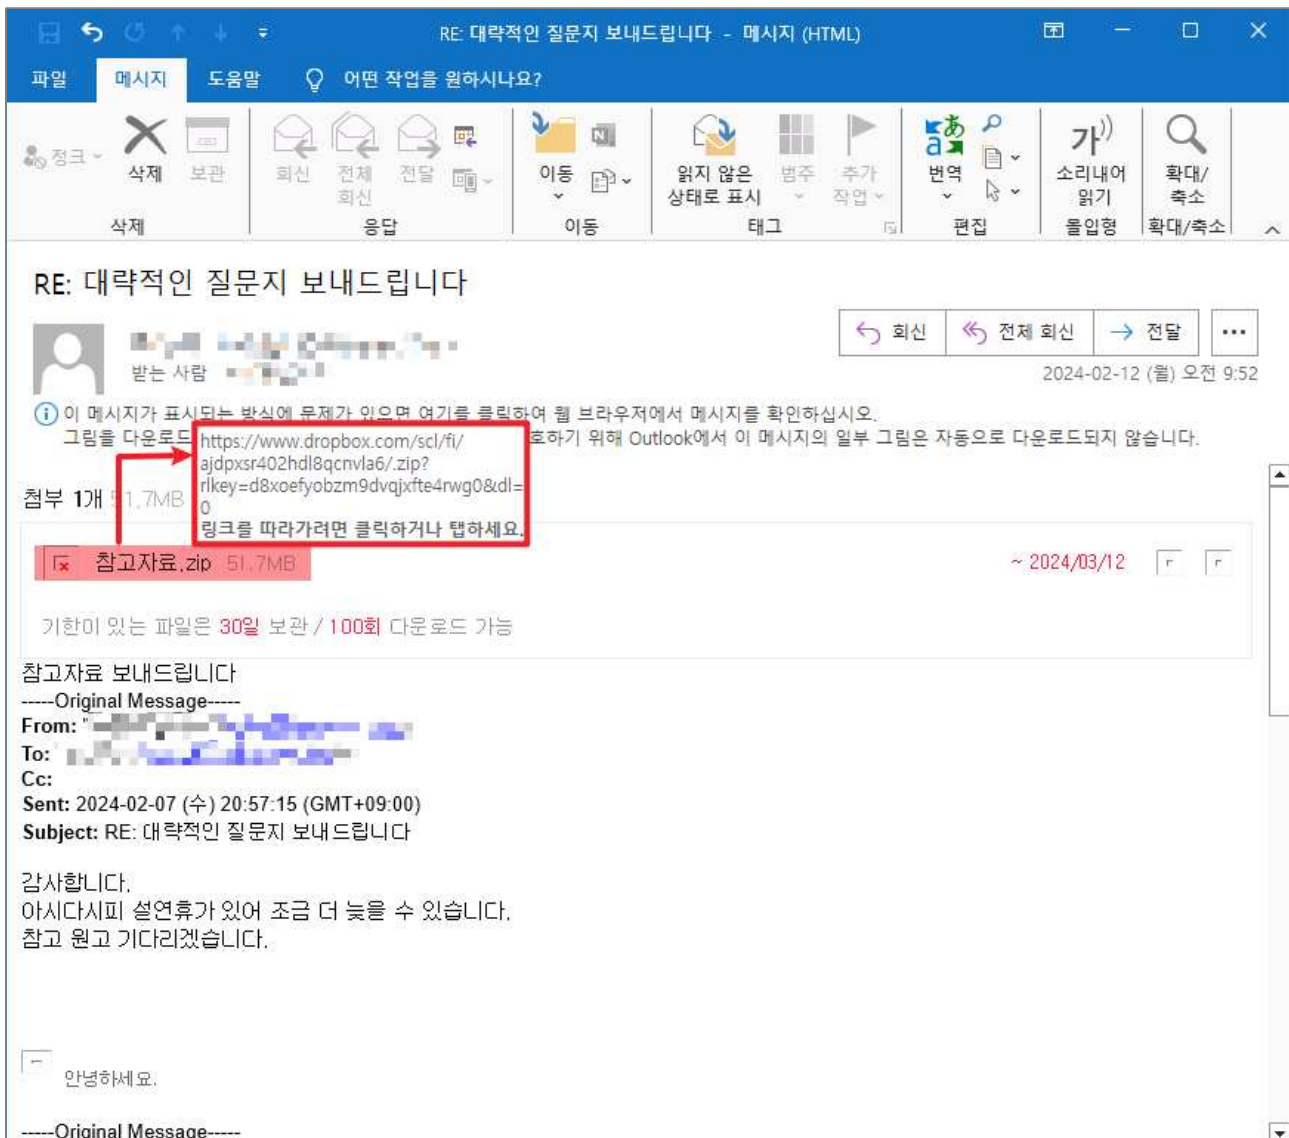 RE: 대략적인 질문지 보내드립니다 - 메시지 (HTML)
파일 메시지 도움말 어떤 작업을 원하시나요?
정크 삭제 보관 회신 전체 회신 전달 이동 읽지 않은 상태로 표시 범주 추가 작업 번역 소리내어 읽기 확대/축소
삭제 응답 이동 태그 편집 몰입형 확대/축소
RE: 대략적인 질문지 보내드립니다
회신 전체 회신 전달
받는 사람
2024-02-12 (월) 오전 9:52
이 메시지가 표시되는 방식에 문제가 있으면 여기를 클릭하여 웹 브라우저에서 메시지를 확인하십시오.
그림을 다운로드 호하기 위해 Outlook에서 이 메시지의 일부 그림은 자동으로 다운로드되지 않습니다.
https://www.dropbox.com/scl/fi/
ajdpxsr402hdl8qcnvla6/.zip?
rlkey=d8xoefyobzm9dvqjxfte4rwg0&dl=
0
링크를 따라가려면 클릭하거나 탭하세요.
첨부 1개 51.7MB
참고자료.zip 51.7MB ~ 2024/03/12
기한이 있는 파일은 30일 보관 / 100회 다운로드 가능
참고자료 보내드립니다
-----Original Message-----
From: "
To:
Cc:
Sent: 2024-02-07 (수) 20:57:15 (GMT+09:00)
Subject: RE: 대략적인 질문지 보내드립니다
감사합니다.
아시다시피 설연휴가 있어 조금 더 늦을 수 있습니다.
참고 원고 기다리겠습니다.
안녕하세요.
-----Original Message-----